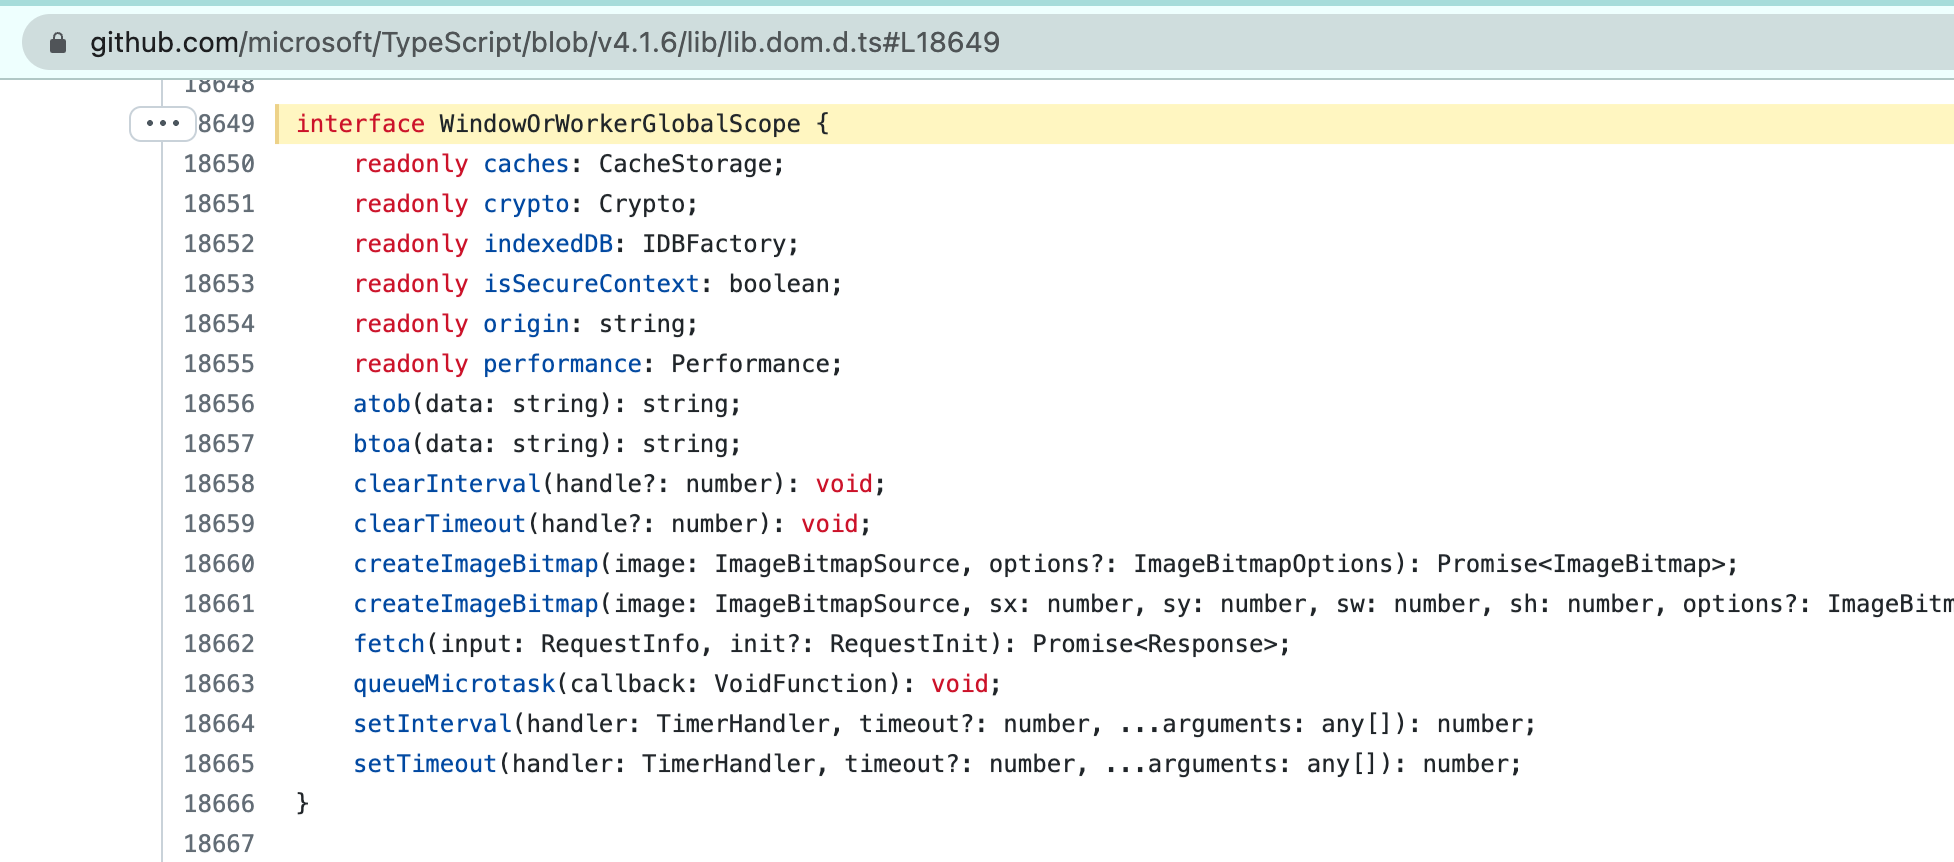 github.com/microsoft/TypeScript/blob/v4.1.6/lib/lib.dom.d.ts#L18649
18648
8649 interface WindowOrWorkerGlobalScope {
18650 readonly caches: CacheStorage;
18651 readonly crypto: Crypto;
18652 readonly indexedDB: IDBFactory;
18653 readonly isSecureContext: boolean;
18654 readonly origin: string;
18655 readonly performance: Performance;
18656 atob(data: string): string;
18657 btoa(data: string): string;
18658 clearInterval(handle?: number): void;
18659 clearTimeout(handle?: number): void;
18660 createImageBitmap(image: ImageBitmapSource, options?: ImageBitmapOptions): Promise<ImageBitmap>;
18661 createImageBitmap(image: ImageBitmapSource, sx: number, sy: number, sw: number, sh: number, options?: ImageBitm
18662 fetch(input: RequestInfo, init?: RequestInit): Promise<Response>;
18663 queueMicrotask(callback: VoidFunction): void;
18664 setInterval(handler: TimerHandler, timeout?: number, ...arguments: any[]): number;
18665 setTimeout(handler: TimerHandler, timeout?: number, ...arguments: any[]): number;
18666 }
18667